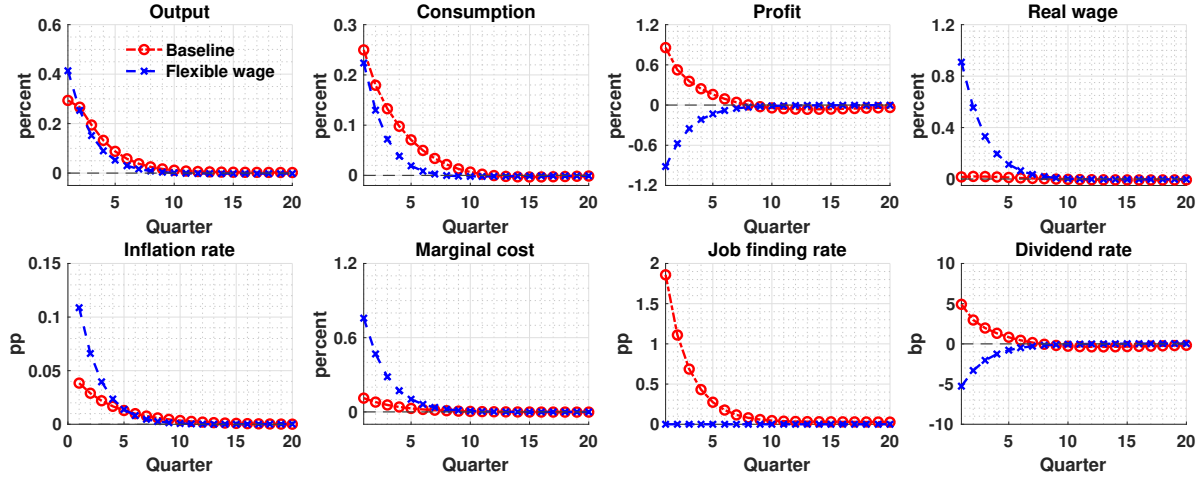 Output
percent
0.6
0.4
0.2
0
0 5 10 15 20
Quarter
Baseline
Flexible wage
Consumption
percent
0.3
0.2
0.1
0
5 10 15 20
Quarter
Profit
percent
1.2
0.6
0
-0.6
-1.2
5 10 15 20
Quarter
Real wage
percent
1.2
0.8
0.4
0
5 10 15 20
Quarter
Inflation rate
pp
0.15
0.1
0.05
0
0 5 10 15 20
Quarter
Marginal cost
percent
1.2
0.6
0
5 10 15 20
Quarter
Job finding rate
pp
2
1.5
1
0.5
0
5 10 15 20
Quarter
Dividend rate
bp
10
5
0
-5
-10
5 10 15 20
Quarter